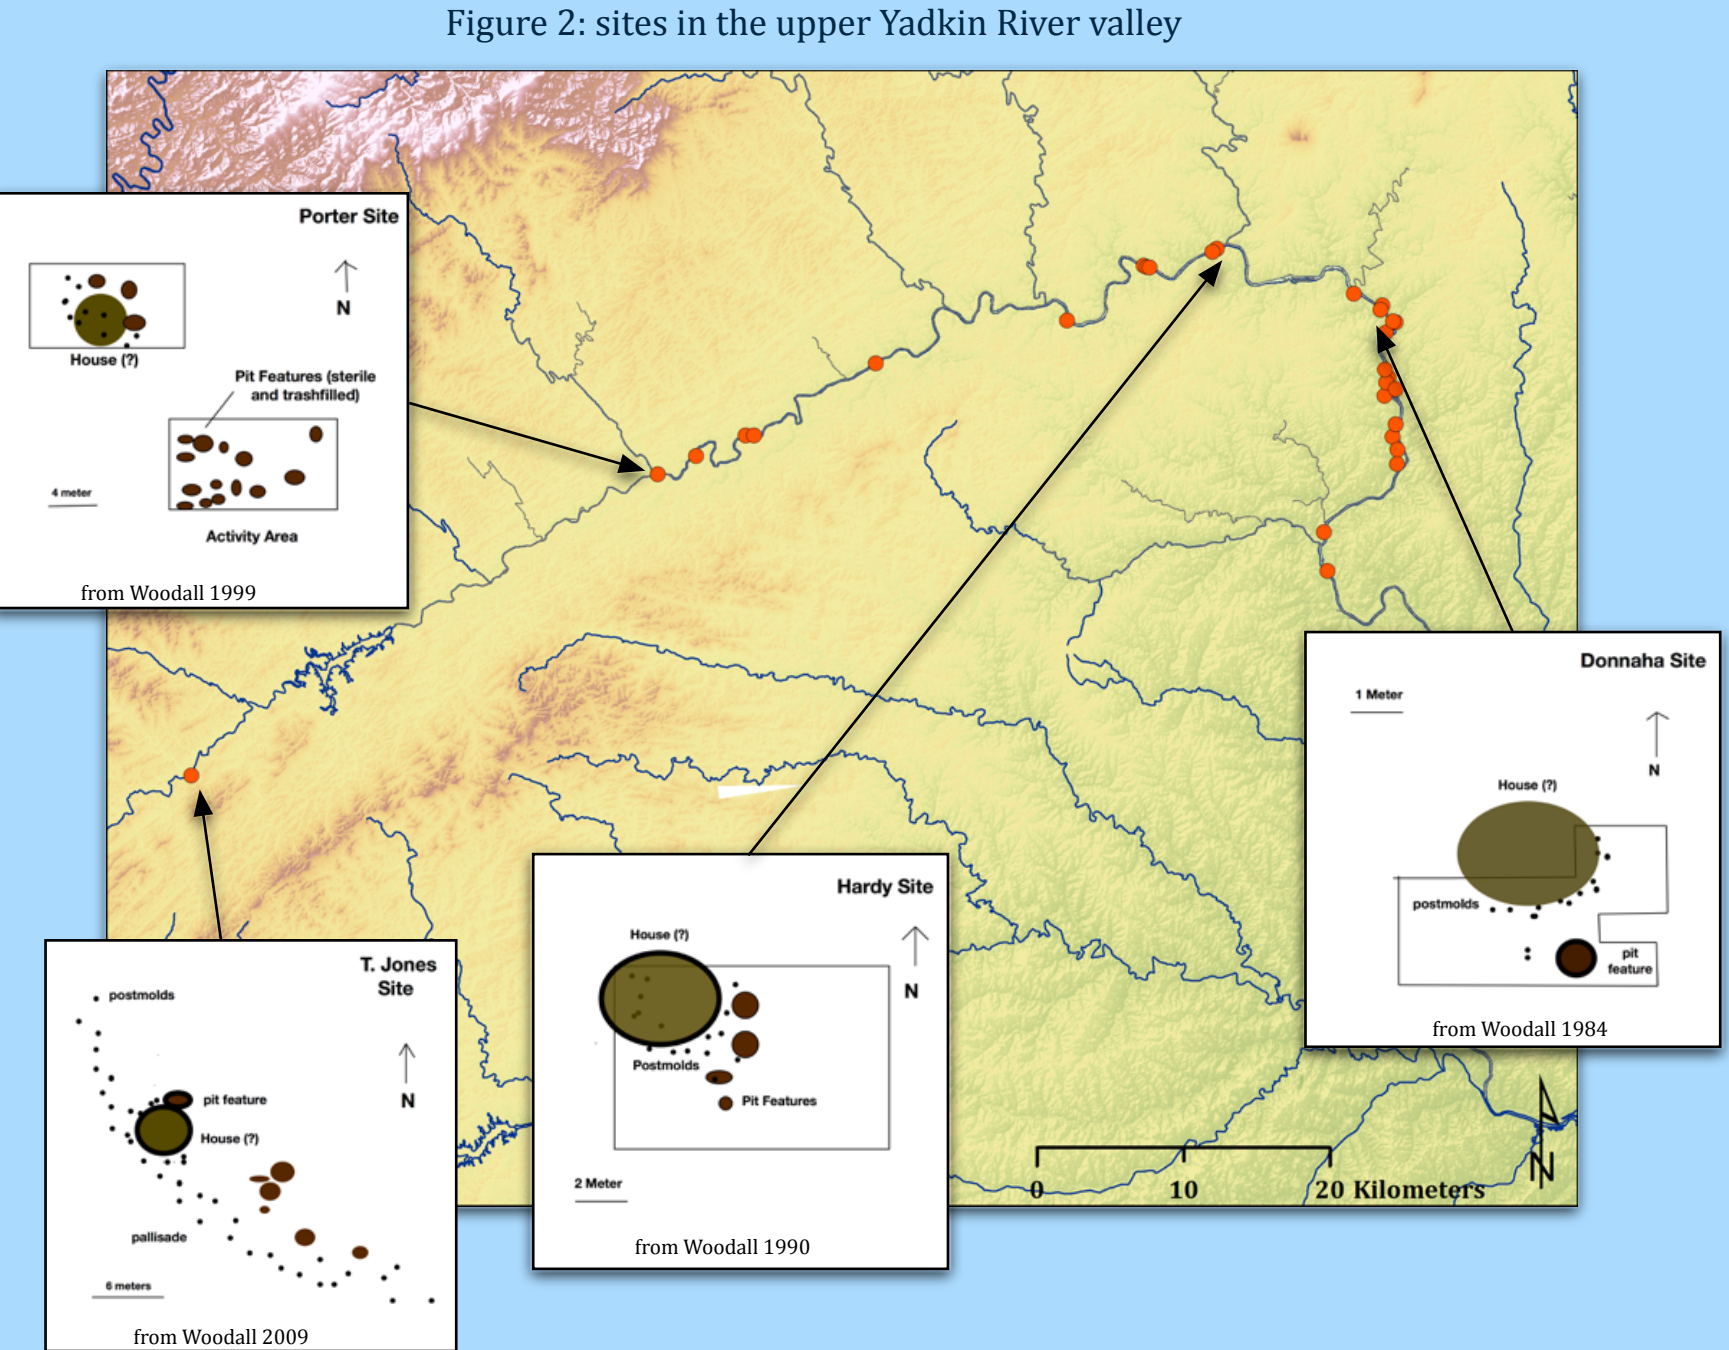 Figure 2: sites in the upper Yadkin River valley
Porter Site
N
House (?)
Pit Features (sterile
and trashfilled)
4 meter
Activity Area
from Woodall 1999
Donnaha Site
1 Meter
N
House (?)
postmolds
pit
feature
from Woodall 1984
Hardy Site
House (?)
N
Postmolds
Pit Features
2 Meter
from Woodall 1990
T. Jones
Site
postmolds
N
pit feature
House (?)
pallisade
6 meters
from Woodall 2009
0 10 20 Kilometers
N